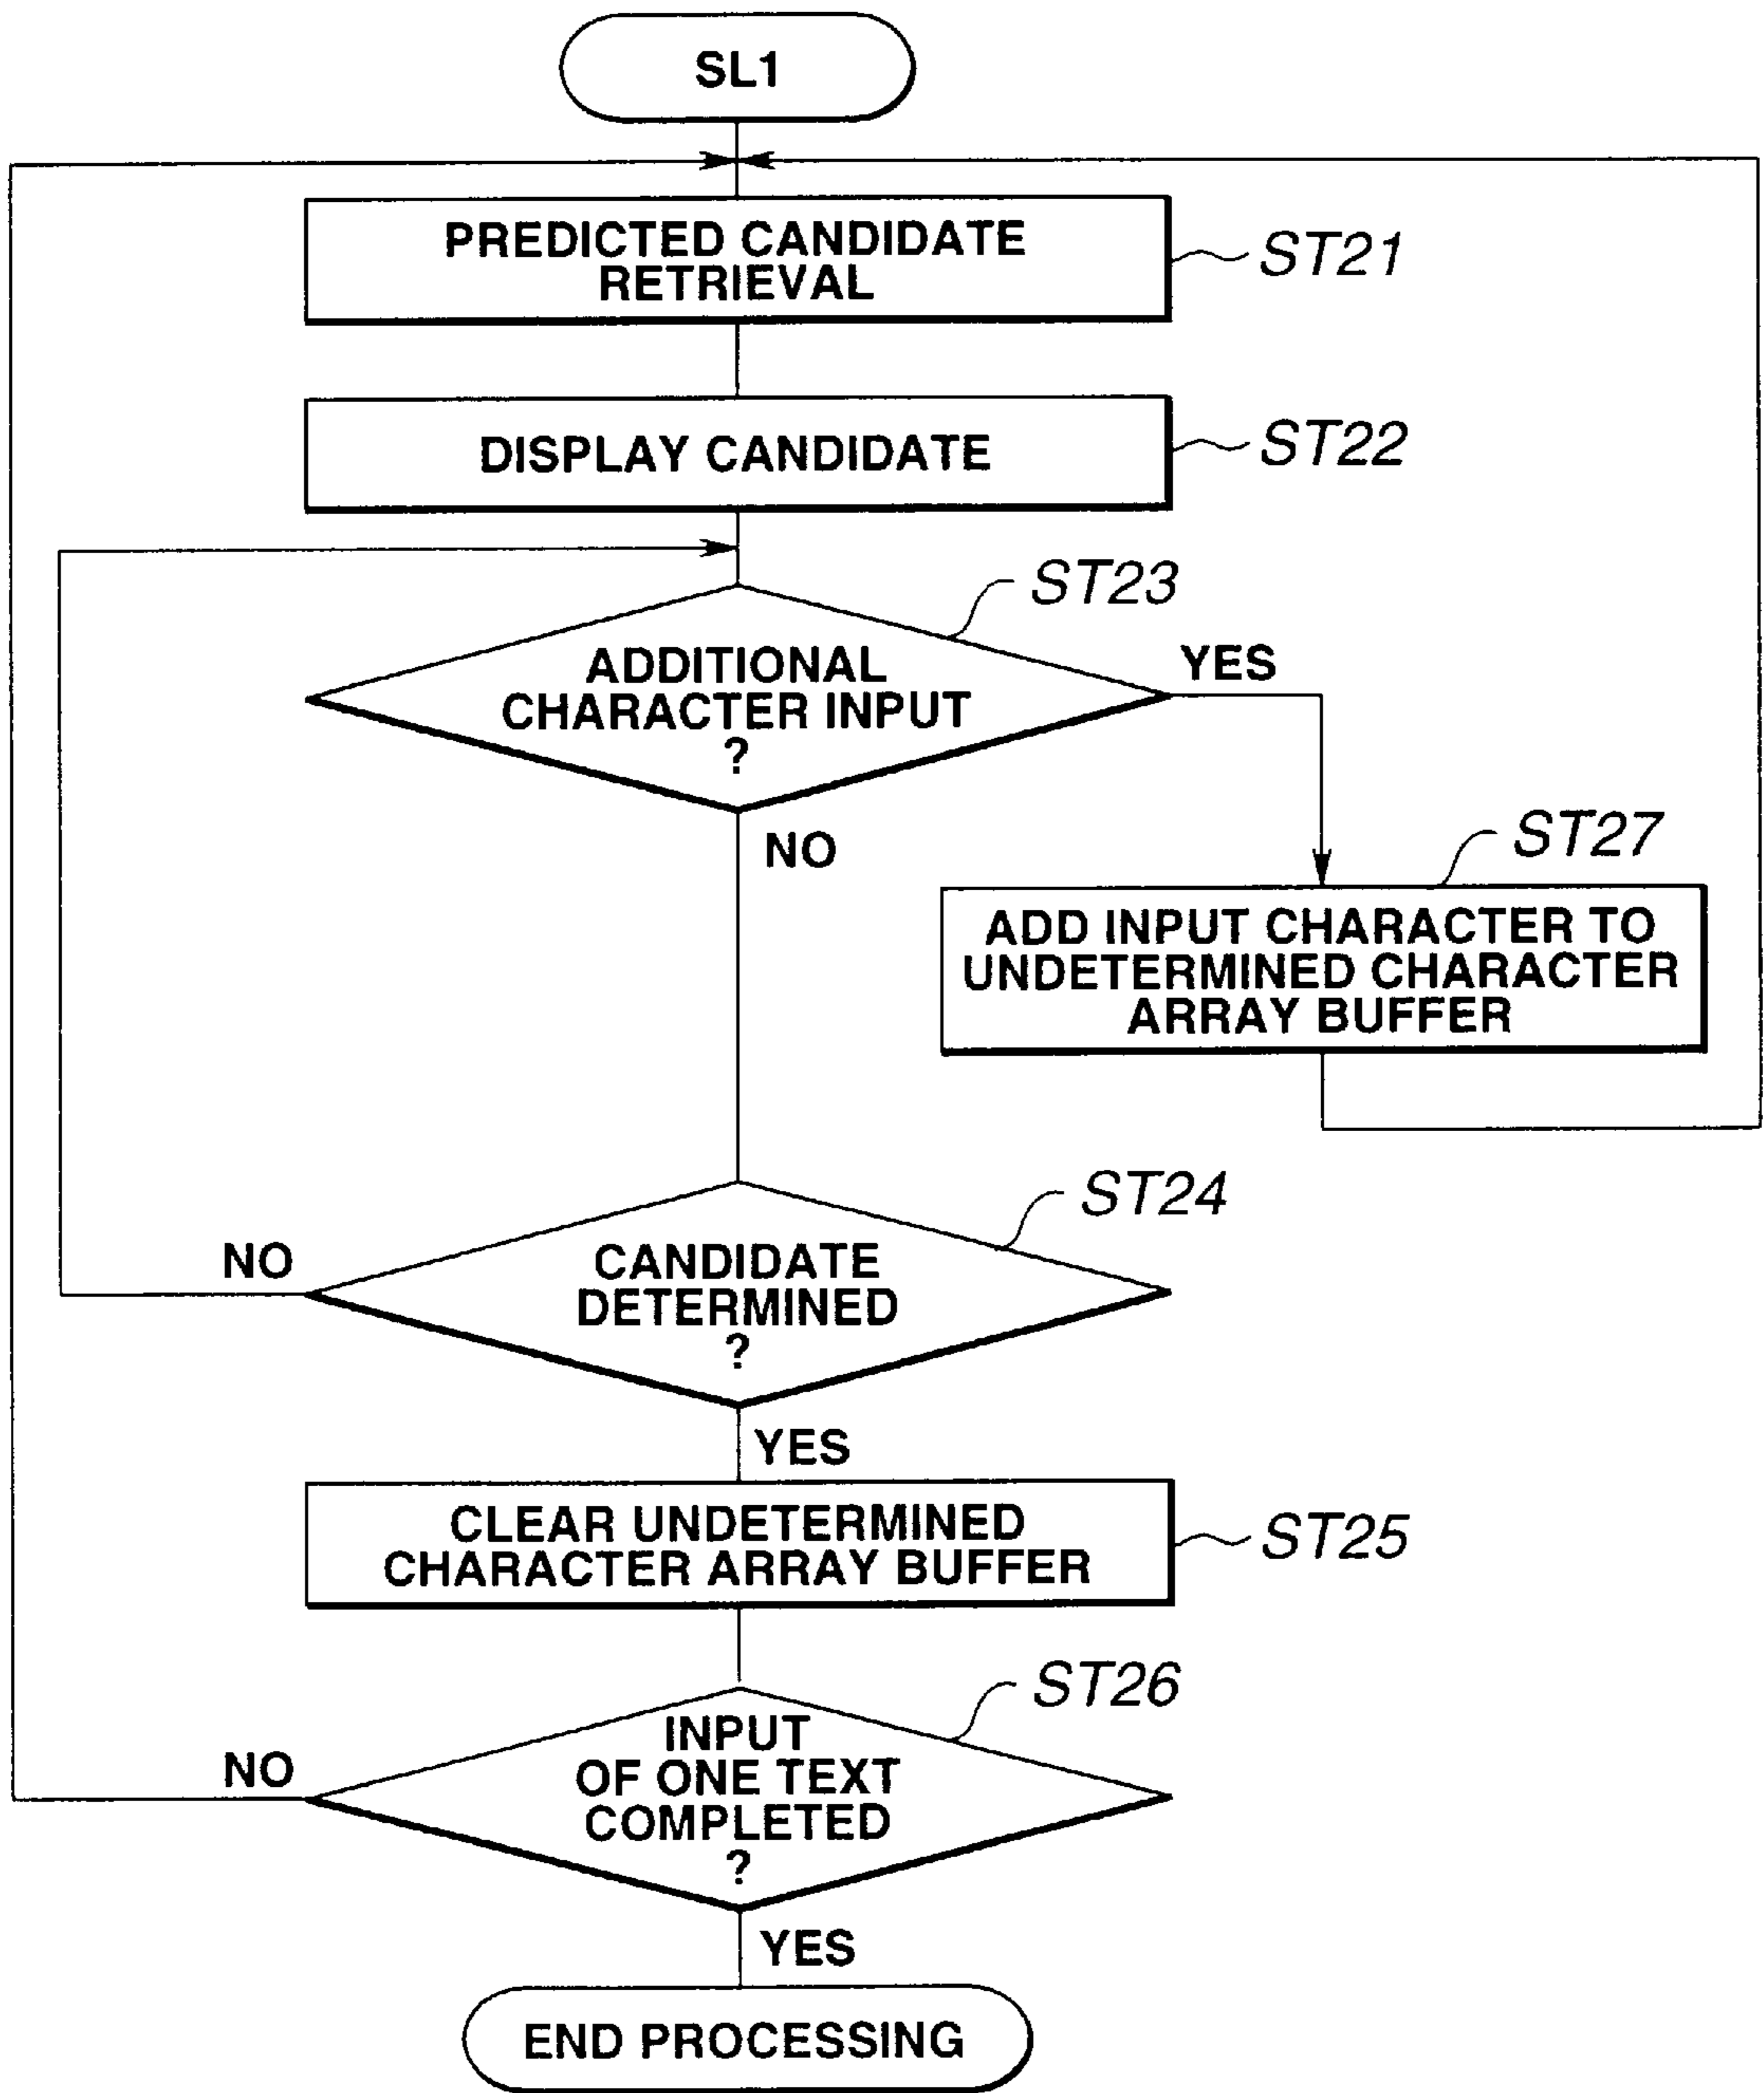 SL1
PREDICTED CANDIDATE
RETRIEVAL
ST21
DISPLAY CANDIDATE
ST22
ST23
ADDITIONAL
CHARACTER INPUT
?
YES
NO
ST27
ADD INPUT CHARACTER TO
UNDETERMINED CHARACTER
ARRAY BUFFER
ST24
NO
CANDIDATE
DETERMINED
?
YES
CLEAR UNDETERMINED
CHARACTER ARRAY BUFFER
ST25
ST26
NO
INPUT
OF ONE TEXT
COMPLETED
?
YES
END PROCESSING